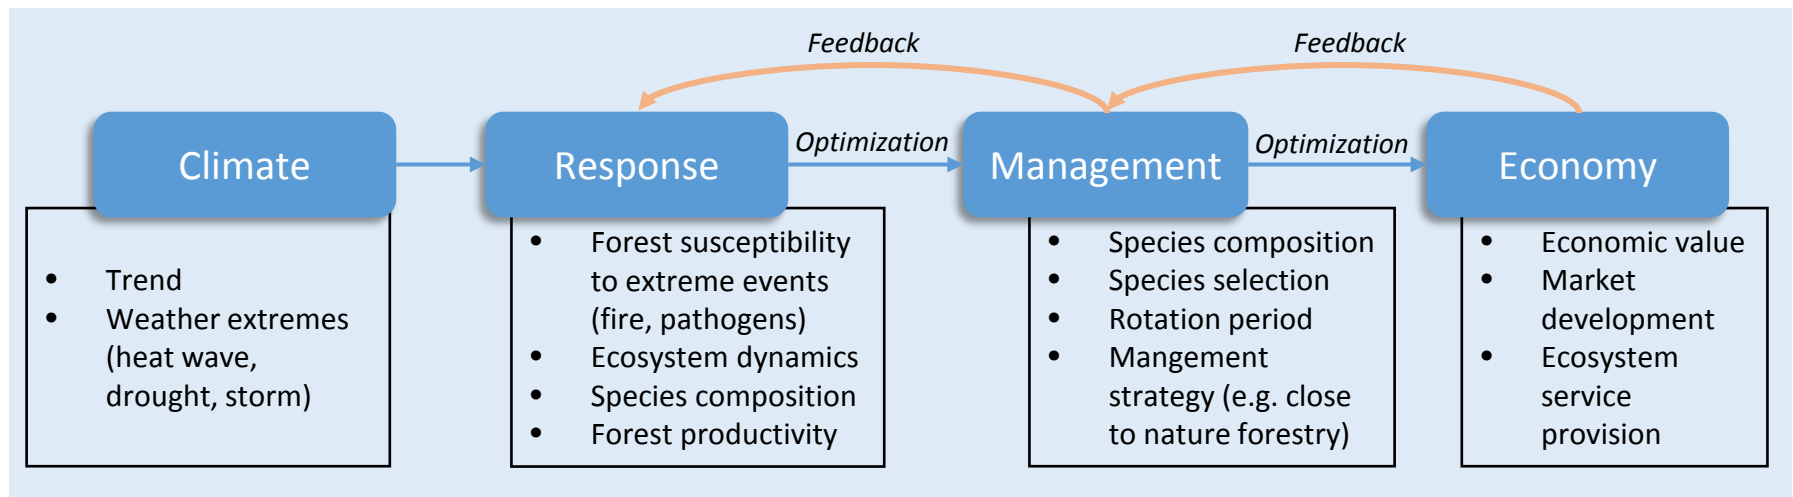 Feedback
Feedback
Climate
Response
Optimization
Management
Optimization
Economy
• Trend
• Weather extremes
(heat wave,
drought, storm)
• Forest susceptibility
to extreme events
(fire, pathogens)
• Ecosystem dynamics
• Species composition
• Forest productivity
• Species composition
• Species selection
• Rotation period
• Mangement
strategy (e.g. close
to nature forestry)
• Economic value
• Market
development
• Ecosystem
service
provision